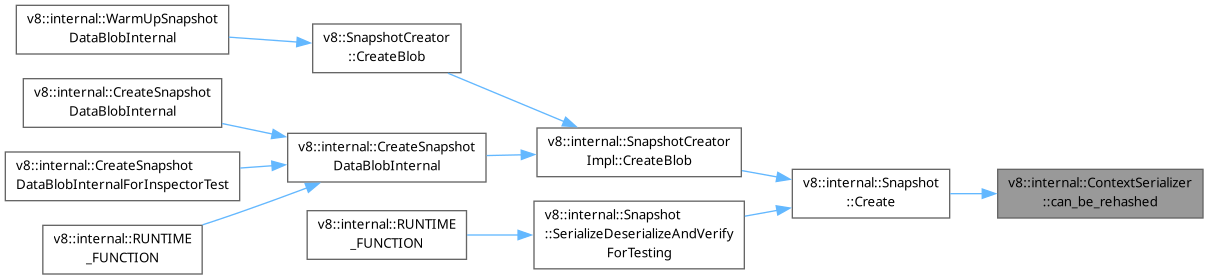 v8::internal::WarmUpSnapshot
DataBlobInternal
v8::SnapshotCreator
::CreateBlob
v8::internal::CreateSnapshot
DataBlobInternal
v8::internal::CreateSnapshot
DataBlobInternalForInspectorTest
v8::internal::RUNTIME
_FUNCTION
v8::internal::CreateSnapshot
DataBlobInternal
v8::internal::RUNTIME
_FUNCTION
v8::internal::SnapshotCreator
Impl::CreateBlob
v8::internal::Snapshot
::SerializeDeserializeAndVerify
ForTesting
v8::internal::Snapshot
::Create
v8::internal::ContextSerializer
::can_be_rehashed